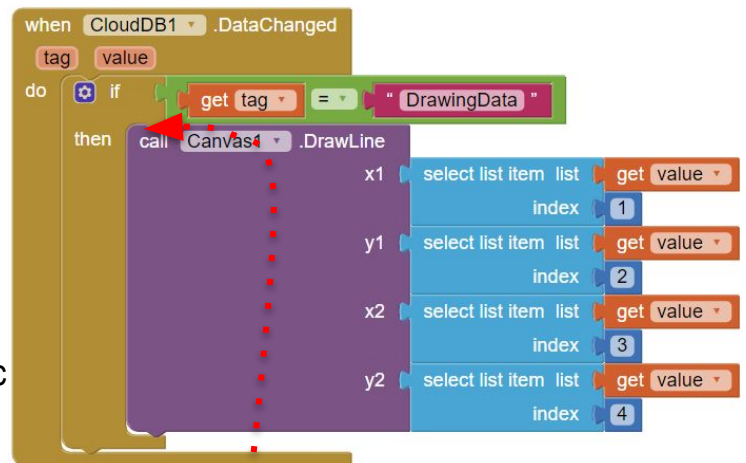 when CloudDB1 .DataChanged
tag value
do if get tag = " DrawingData "
then call Canvas1 .DrawLine
x1 select list item list get value
index 1
y1 select list item list get value
index 2
x2 select list item list get value
index 3
c
y2 select list item list get value
index 4